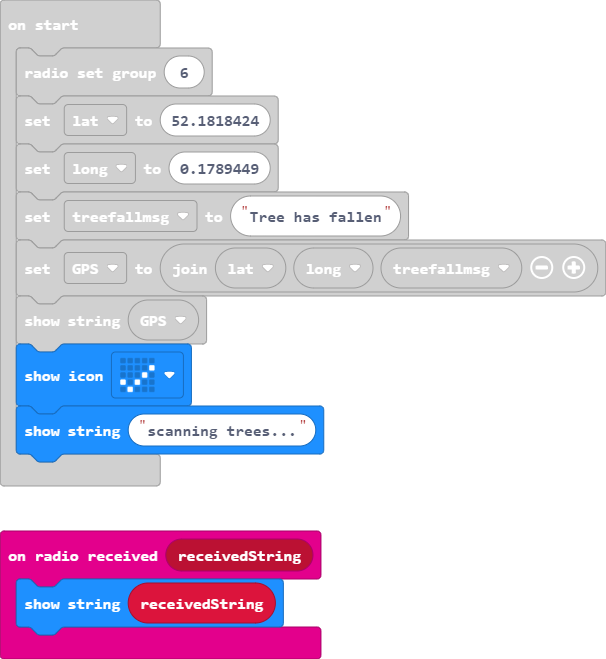 on start
radio set group 6
set lat to 52.1818424
set long to 0.1789449
set treefallmsg to "Tree has fallen"
set GPS to join lat long treefallmsg
show string GPS
show icon
show string "scanning trees..."
on radio received receivedString
show string receivedString